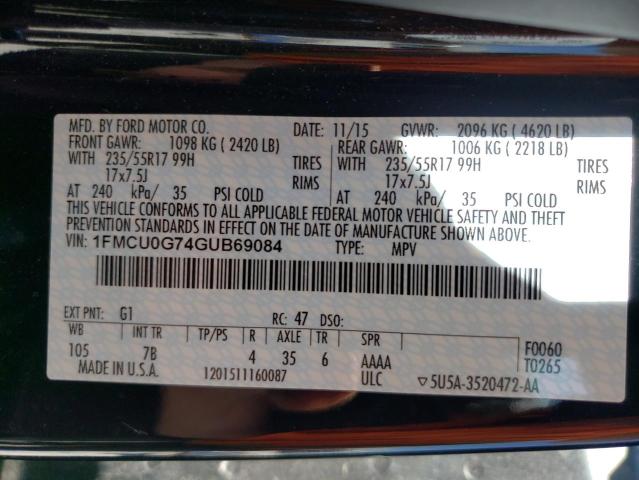 MFD. BY FORD MOTOR CO. DATE: 11/15 GVWR: 2096 KG ( 4620 LB)
FRONT GAWR: 1098 KG ( 2420 LB) REAR GAWR: 1006 KG ( 2218 LB)
WITH 235/55R17 99H TIRES WITH 235/55R17 99H TIRES
17x7.5J RIMS 17x7.5J RIMS
AT 240 kPa/ 35 PSI COLD AT 240 kPa/ 35 PSI COLD
THIS VEHICLE CONFORMS TO ALL APPLICABLE FEDERAL MOTOR VEHICLE SAFETY AND THEFT
PREVENTION STANDARDS IN EFFECT ON THE DATE OF MANUFACTURE SHOWN ABOVE.
VIN: 1FMCU0G74GUB69084 TYPE: MPV
EXT PNT: G1 RC: 47 DSO:
WB INT TR TP/PS R AXLE TR SPR F0060
105 7B 4 35 6 AAAA T0265
MADE IN U.S.A. 1201511160087 ULC ▽5U5A-3520472-AA